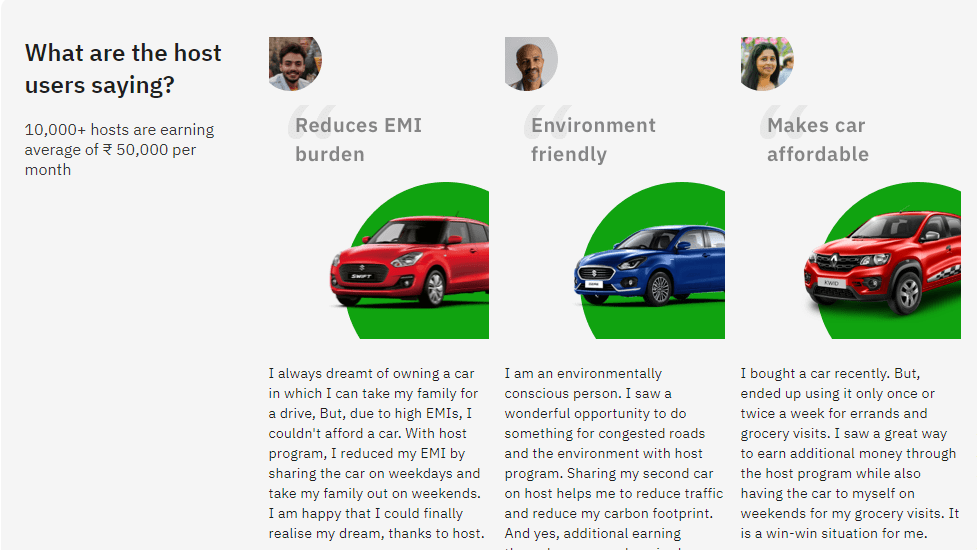 What are the host
users saying?
10,000+ hosts are earning
average of ₹ 50,000 per
month
Reduces EMI
burden
SWIFT
I always dreamt of owning a car
in which I can take my family for
a drive, But, due to high EMIs, I
couldn't afford a car. With host
program, I reduced my EMI by
sharing the car on weekdays and
take my family out on weekends.
I am happy that I could finally
realise my dream, thanks to host.
Environment
friendly
I am an environmentally
conscious person. I saw a
wonderful opportunity to do
something for congested roads
and the environment with host
program. Sharing my second car
on host helps me to reduce traffic
and reduce my carbon footprint.
And yes, additional earning
Makes car
affordable
KWID
I bought a car recently. But,
ended up using it only once or
twice a week for errands and
grocery visits. I saw a great way
to earn additional money through
the host program while also
having the car to myself on
weekends for my grocery visits. It
is a win-win situation for me.